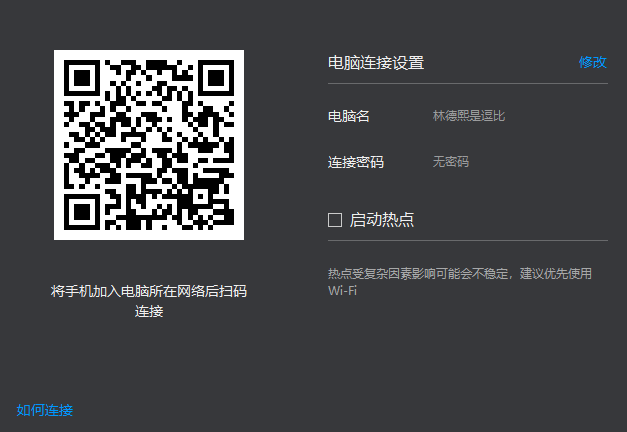 电脑连接设置 修改
电脑名 林德熙是逗比
连接密码 无密码
启动热点
热点受复杂因素影响可能会不稳定，建议优先使用
Wi-Fi
将手机加入电脑所在网络后扫码
连接
如何连接